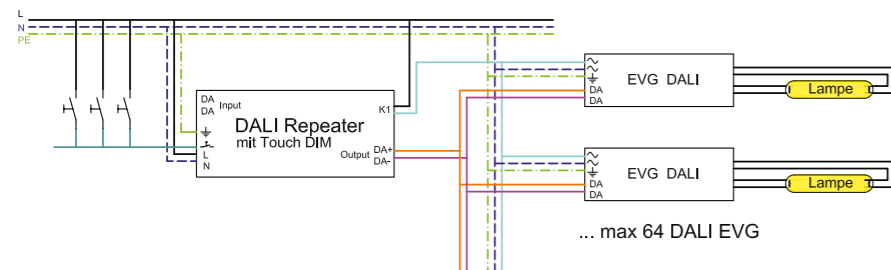 L
N
PE
DA
DA Input
K1
DALI Repeater
mit Touch DIM
L
N
Output DA+
DA-
EVG DALI
DA
DA
Lampe
EVG DALI
DA
DA
Lampe
... max 64 DALI EVG